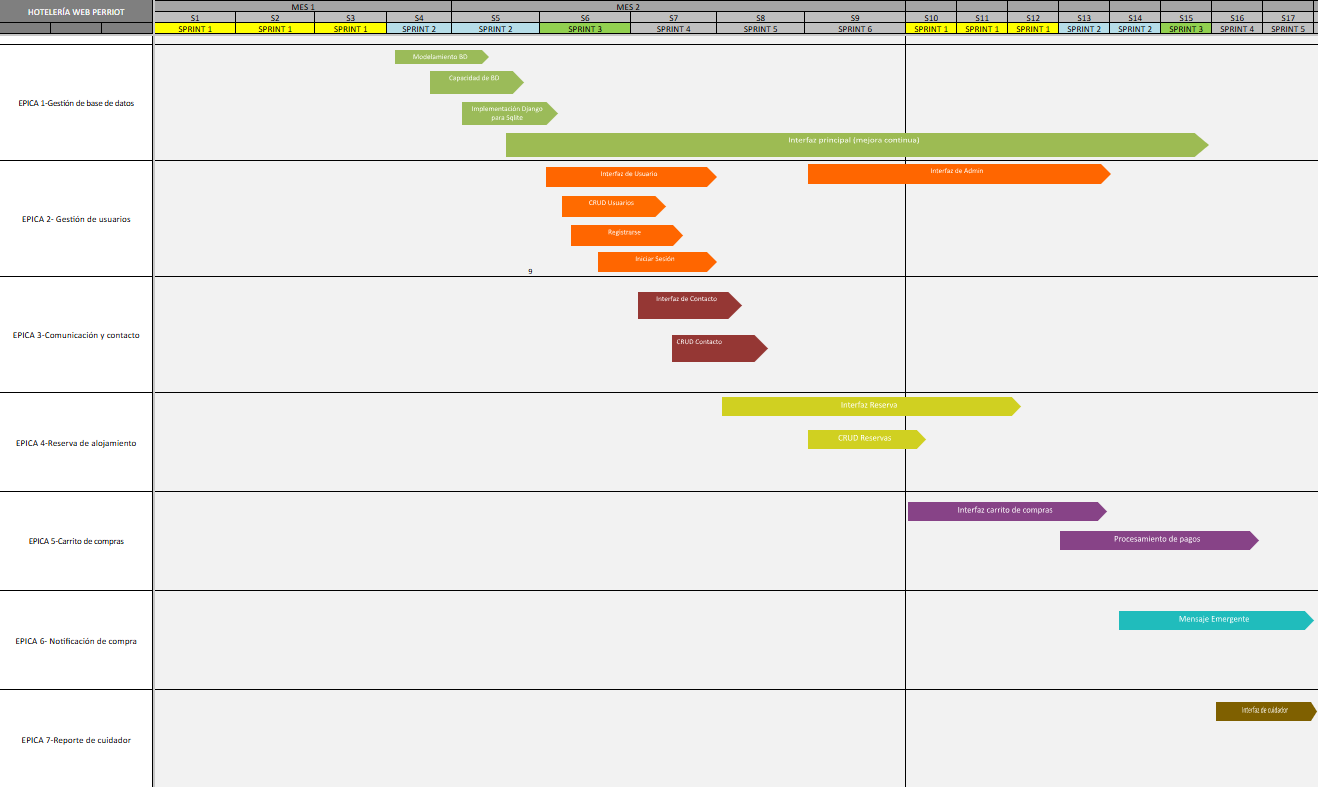 HOTELERÍA WEB PERRIOT
MES 1 MES 2
S1 S2 S3 S4 S5 S6 S7 S8 S9 S10 S11 S12 S13 S14 S15 S16 S17
SPRINT 1 SPRINT 1 SPRINT 1 SPRINT 2 SPRINT 2 SPRINT 3 SPRINT 4 SPRINT 5 SPRINT 6 SPRINT 1 SPRINT 1 SPRINT 1 SPRINT 2 SPRINT 2 SPRINT 3 SPRINT 4 SPRINT 5
EPICA 1-Gestión de base de datos
Modelamiento BD
Capacidad de BD
Implementación Django
para Sqlite
Interfaz principal (mejora continua)
EPICA 2- Gestión de usuarios
Interfaz de Usuario
Interfaz de Admin
CRUD Usuarios
Registrarse
Iniciar Sesión
9
EPICA 3-Comunicación y contacto
Interfaz de Contacto
CRUD Contacto
EPICA 4-Reserva de alojamiento
Interfaz Reserva
CRUD Reservas
EPICA 5-Carrito de compras
Interfaz carrito de compras
Procesamiento de pagos
EPICA 6- Notificación de compra
Mensaje Emergente
EPICA 7-Reporte de cuidador
Interfaz de cuidador